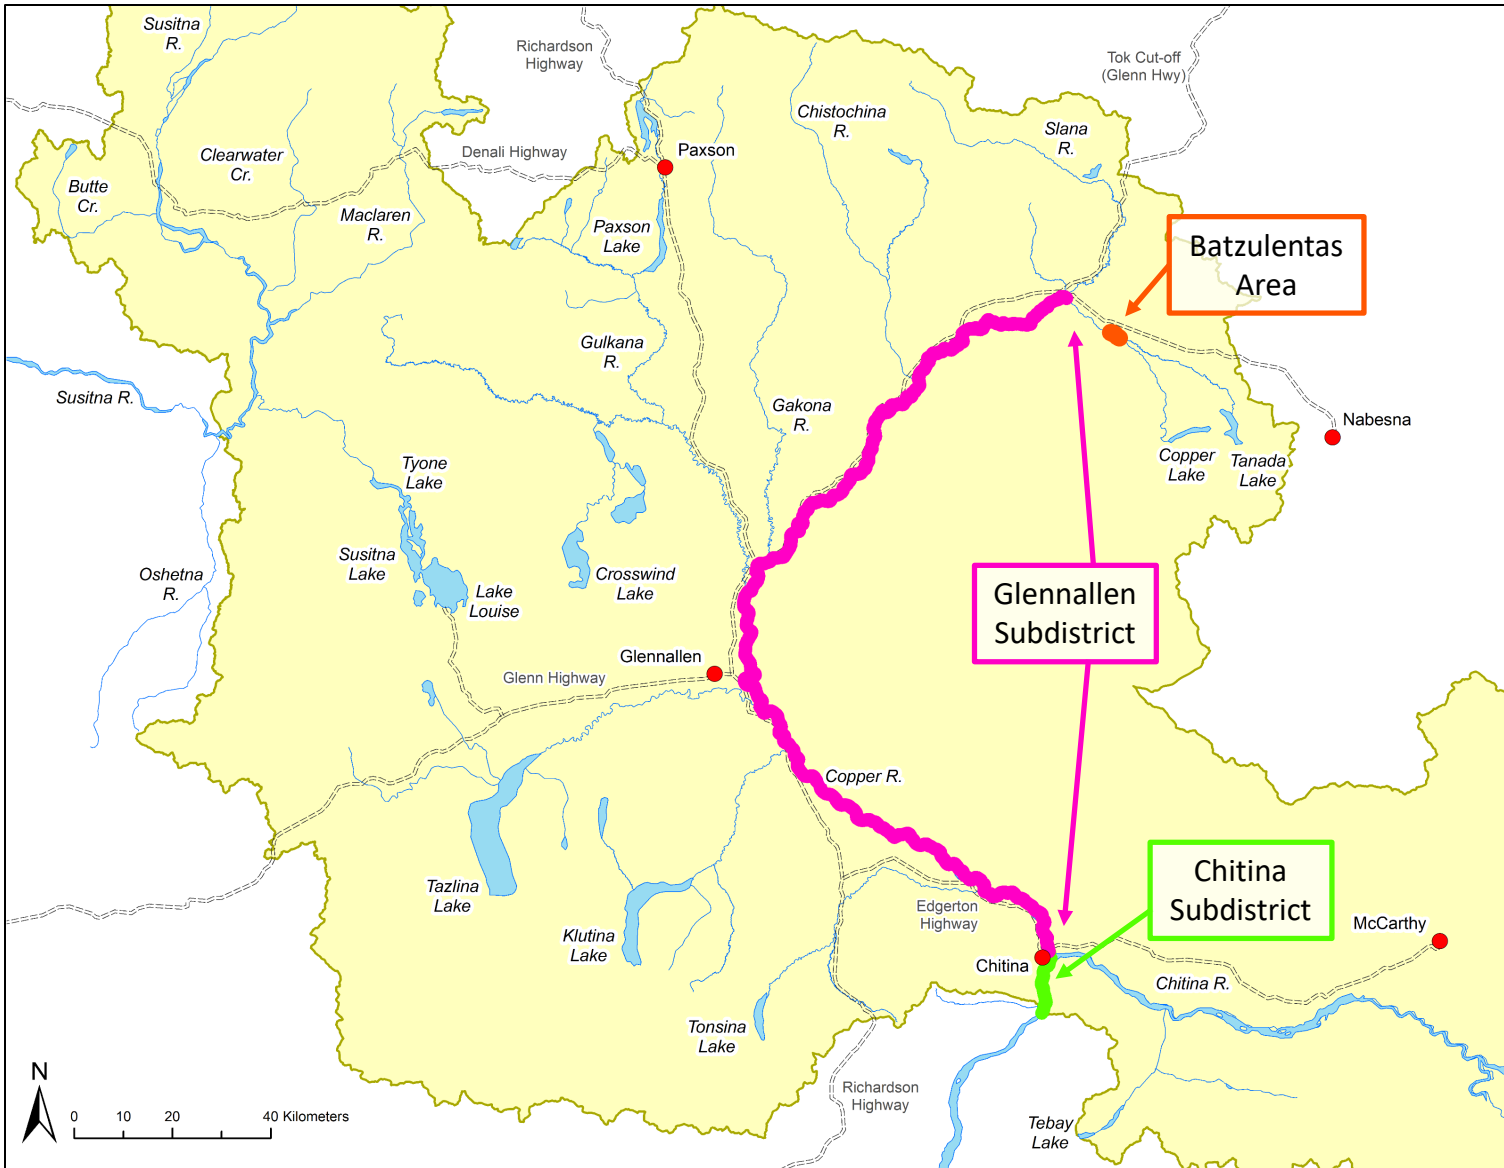 Susitna
R.
Richardson
Highway
Tok Cut-off
(Glenn Hwy)
Chistochina
R.
Slana
R.
Clearwater
Cr.
Denali Highway
Paxson
Butte
Cr.
Maclaren
R.
Paxson
Lake
Batzulentas
Area
Gulkana
R.
Susitna R.
Gakona
R.
Nabesna
Copper
Lake
Tanada
Lake
Tyone
Lake
Susitna
Lake
Oshetna
R.
Lake
Louise
Crosswind
Lake
Glennallen
Subdistrict
Glennallen
Glenn Highway
Copper R.
Tazlina
Lake
Klutina
Lake
Edgerton
Highway
Chitina
Subdistrict
McCarthy
Chitina
Chitina R.
Tonsina
Lake
Richardson
Highway
Tebay
Lake
N
0 10 20 40 Kilometers